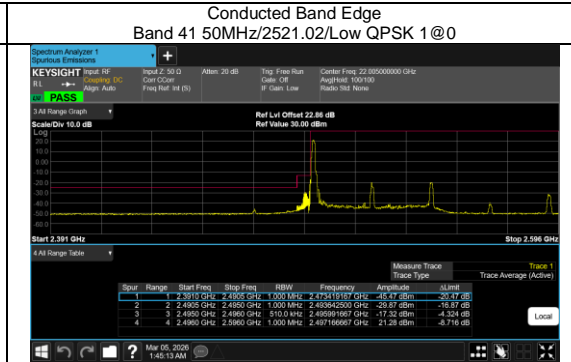 Conducted Band Edge
Band 41 50MHz/2521.02/Low QPSK 1@0
Spectrum Analyzer 1
Spurious Emissions
+
KEYSIGHT Input: RF Input Z: 50 Ω Atten: 20 dB Trig: Free Run Center Freq: 22.005000000 GHz
RL Coupling: DC Corr CCorr Gate: Off Avg|Hold: 100/100
Align: Auto Freq Ref: Int (S) IF Gain: Low Radio Std: None
PASS
3 All Range Graph
Ref Lvl Offset 22.86 dB
Scale/Div 10.0 dB Ref Value 30.00 dBm
Log
20.0
10.0
0.00
-10.0
-20.0
-30.0
-40.0
-50.0
-60.0
Start 2.391 GHz Stop 2.596 GHz
4 All Range Table
Measure Trace Trace 1
Trace Type Trace Average (Active)
Spur Range Start Freq Stop Freq RBW Frequency Amplitude ΔLimit
1 1 2.3910 GHz 2.4905 GHz 1.000 MHz 2.473419167 GHz -45.47 dBm -20.47 dB
2 2 2.4905 GHz 2.4950 GHz 1.000 MHz 2.493642500 GHz -29.87 dBm -16.87 dB
3 3 2.4950 GHz 2.4960 GHz 510.0 kHz 2.495991667 GHz -17.32 dBm -4.324 dB
4 4 2.4960 GHz 2.5960 GHz 1.000 MHz 2.497166667 GHz 21.28 dBm -8.716 dB
Local
? Mar 05, 2026
1:45:13 AM